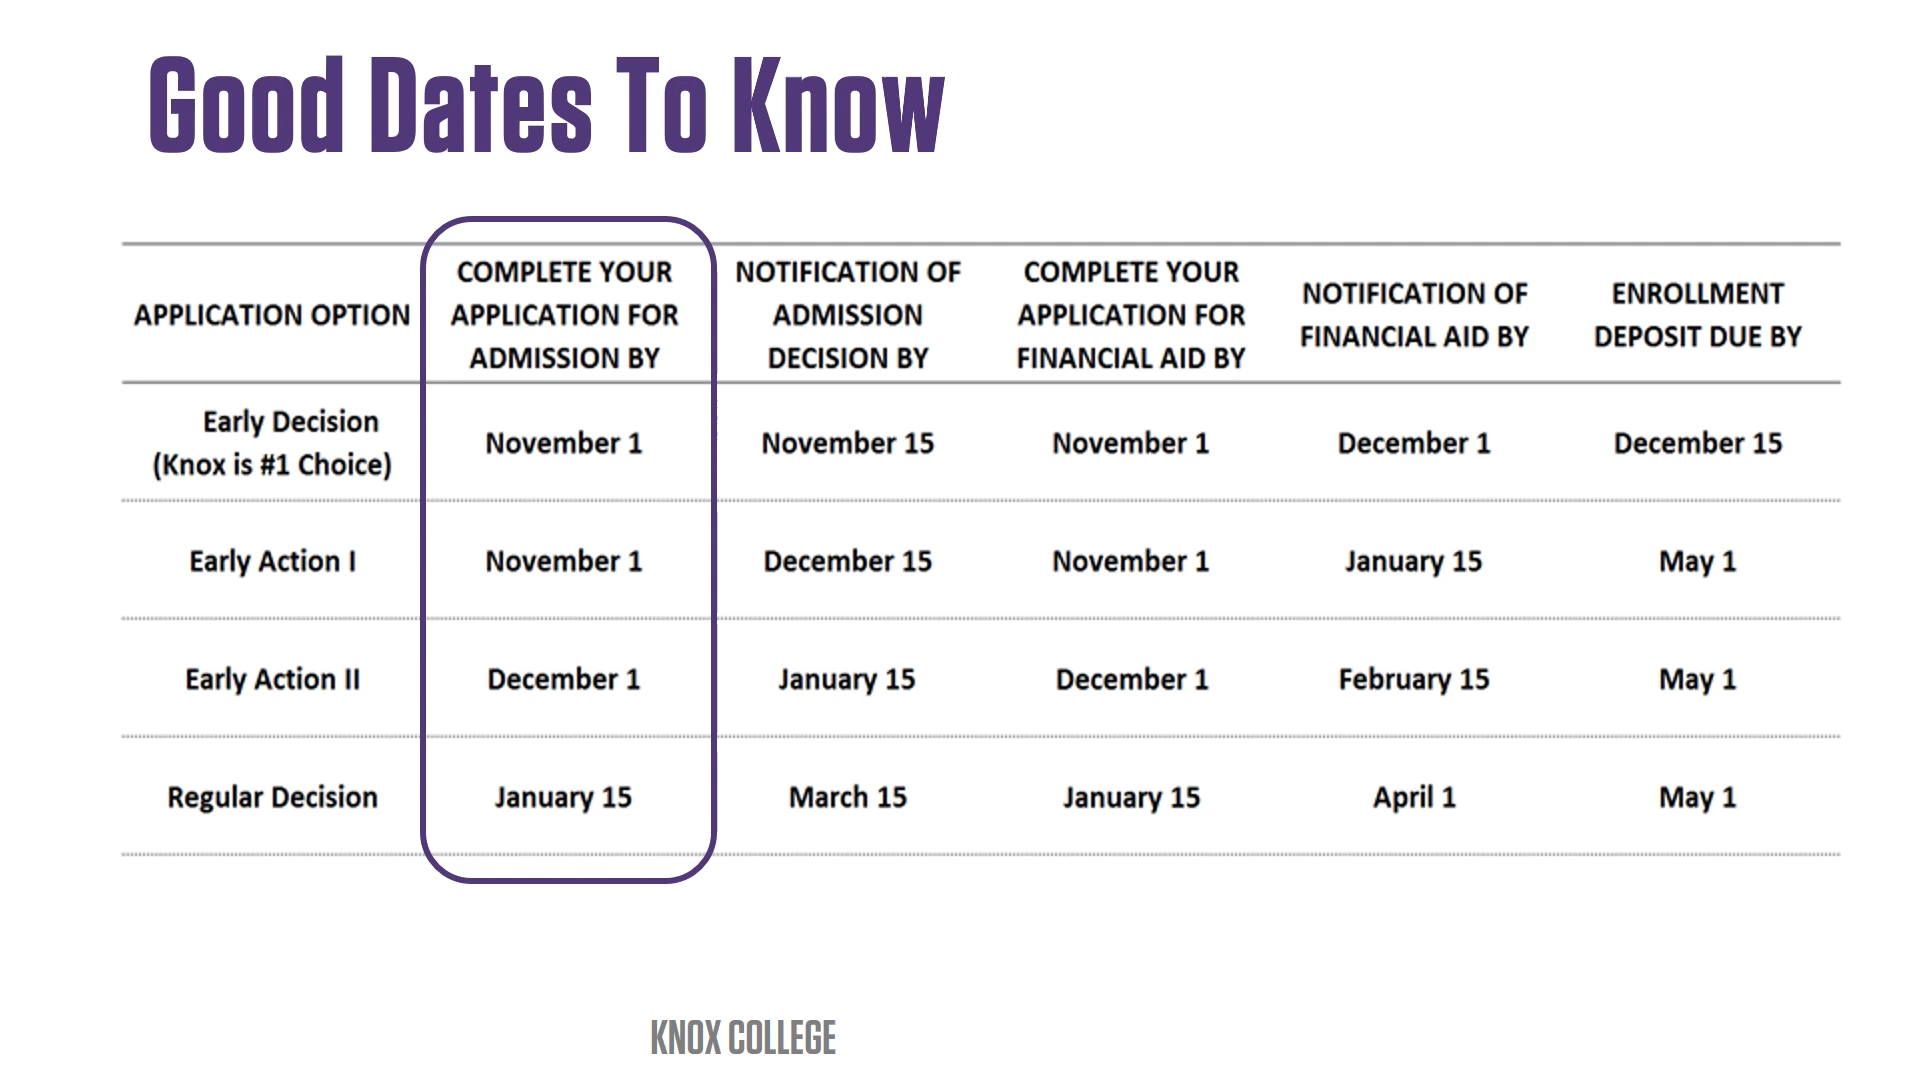 Good Dates To Know
APPLICATION OPTION
COMPLETE YOUR
APPLICATION FOR
ADMISSION BY
NOTIFICATION OF
ADMISSION
DECISION BY
COMPLETE YOUR
APPLICATION FOR
FINANCIAL AID BY
NOTIFICATION OF
FINANCIAL AID BY
ENROLLMENT
DEPOSIT DUE BY
Early Decision
(Knox is #1 Choice)
November 1
November 15
November 1
December 1
December 15
Early Action I
November 1
December 15
November 1
January 15
May 1
Early Action II
December 1
January 15
December 1
February 15
May 1
Regular Decision
January 15
March 15
January 15
April 1
May 1
KNOX COLLEGE